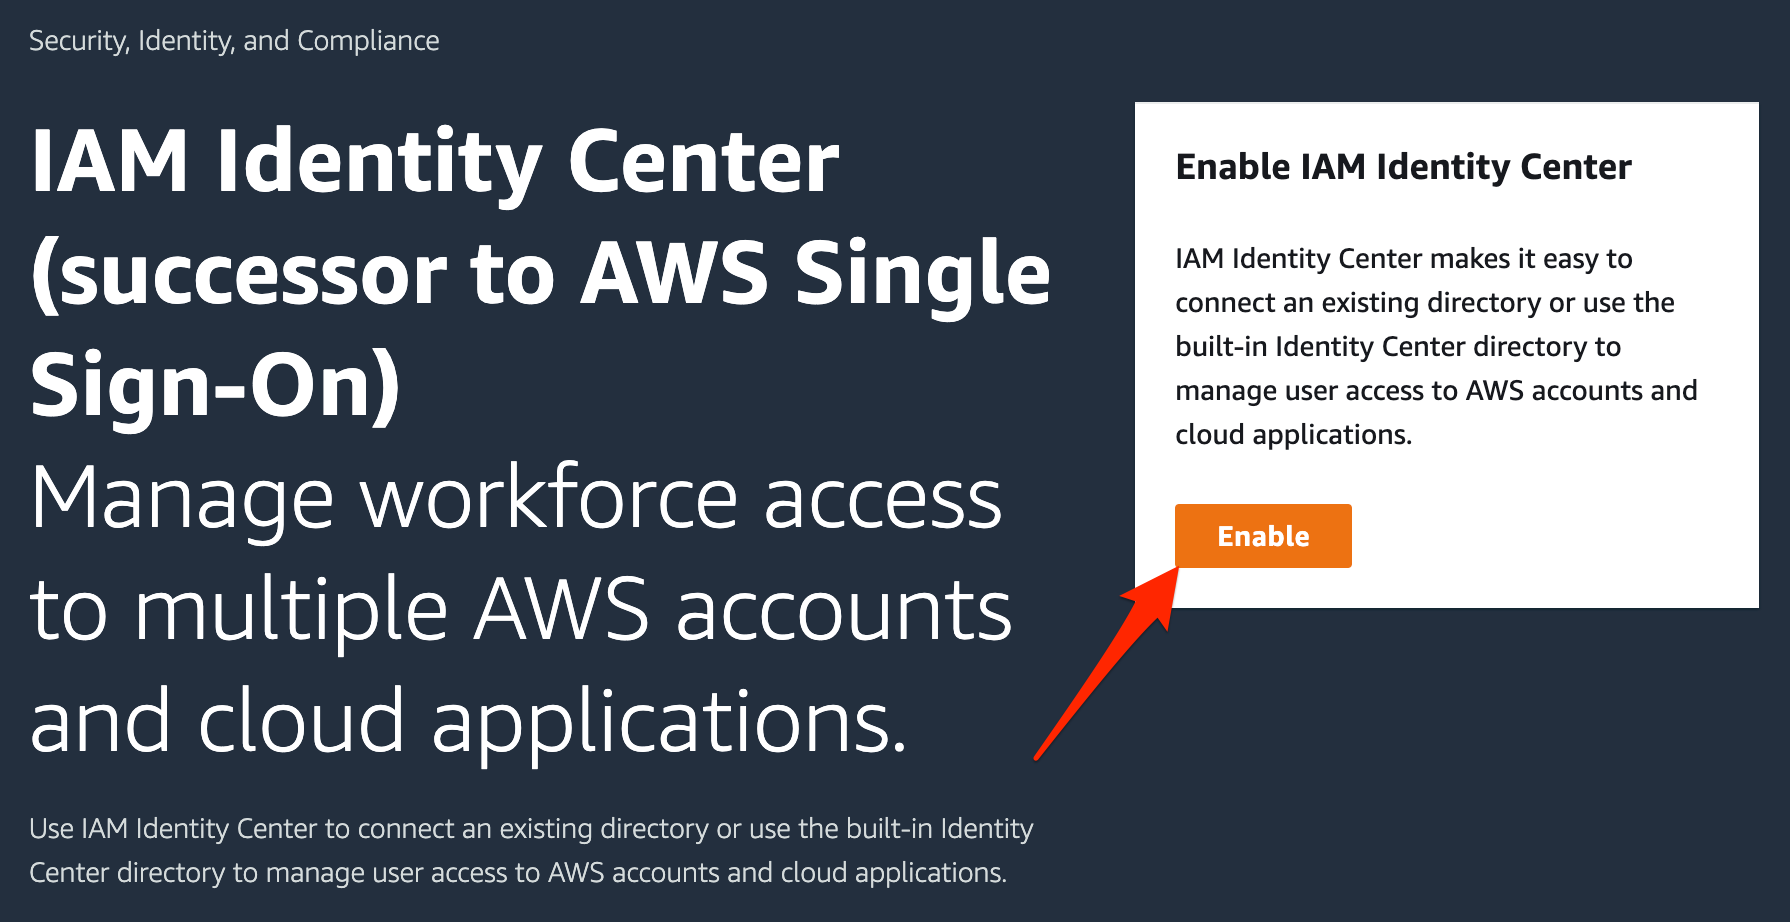 Security, Identity, and Compliance
IAM Identity Center
(successor to AWS Single
Sign-On)
Manage workforce access
to multiple AWS accounts
and cloud applications.
Use IAM Identity Center to connect an existing directory or use the built-in Identity
Center directory to manage user access to AWS accounts and cloud applications.
Enable IAM Identity Center
IAM Identity Center makes it easy to
connect an existing directory or use the
built-in Identity Center directory to
manage user access to AWS accounts and
cloud applications.
Enable